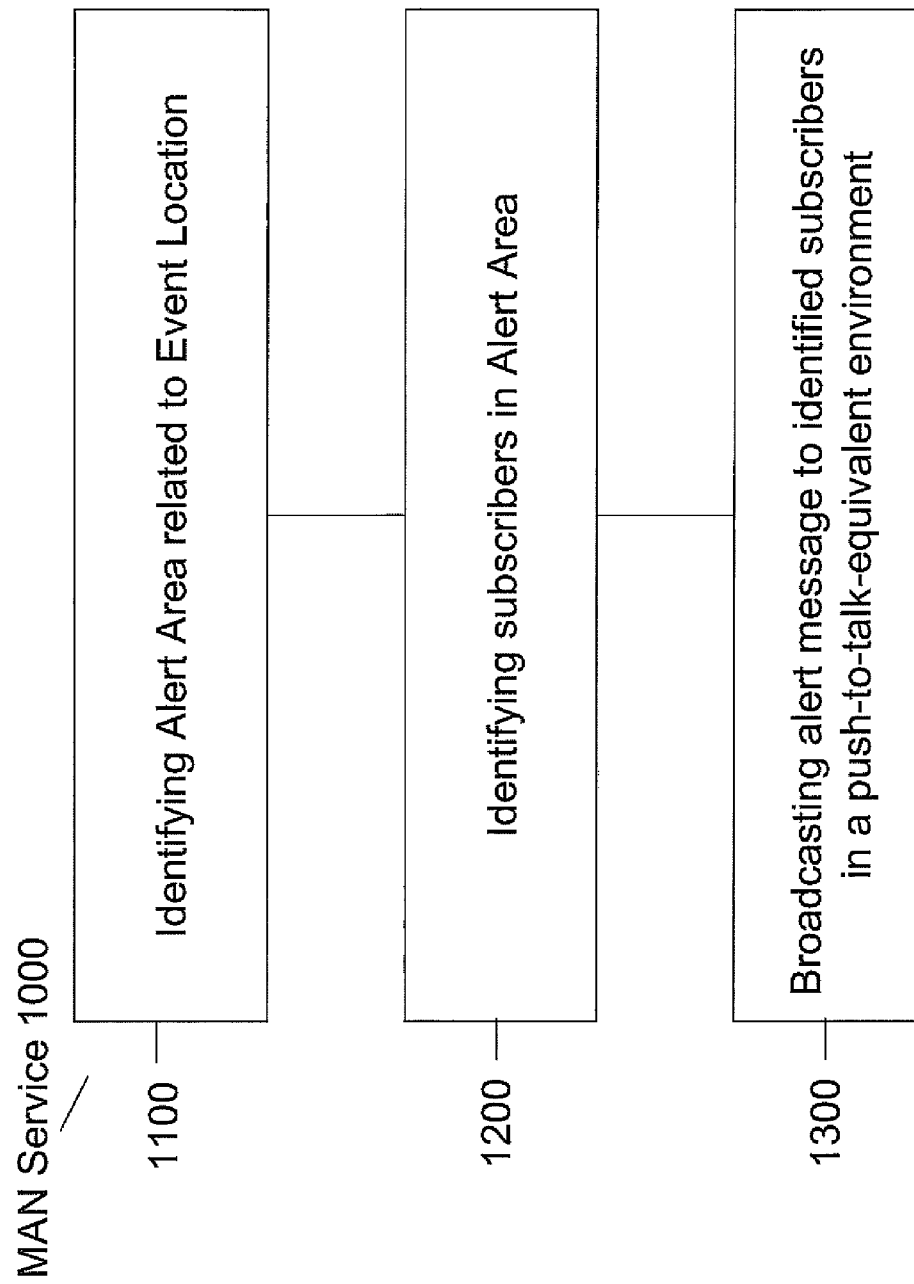 MAN Service 1000
1100
Identifying Alert Area related to Event Location
1200
Identifying subscribers in Alert Area
1300
Broadcasting alert message to identified subscribers
in a push-to-talk-equivalent environment